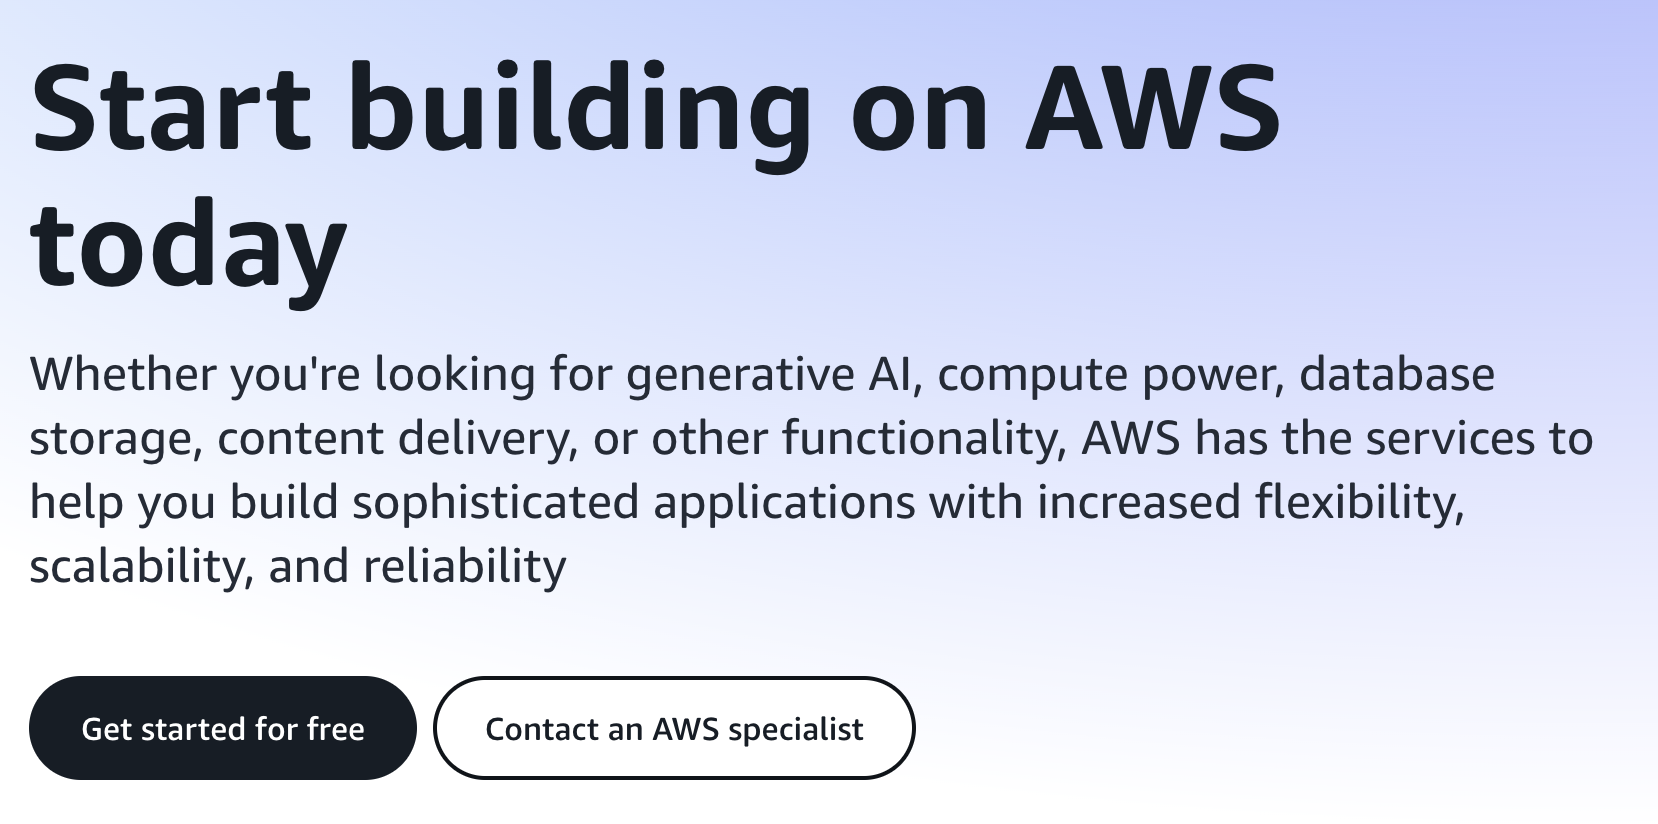 Start building on AWS
today
Whether you're looking for generative AI, compute power, database
storage, content delivery, or other functionality, AWS has the services to
help you build sophisticated applications with increased flexibility,
scalability, and reliability
Get started for free
Contact an AWS specialist